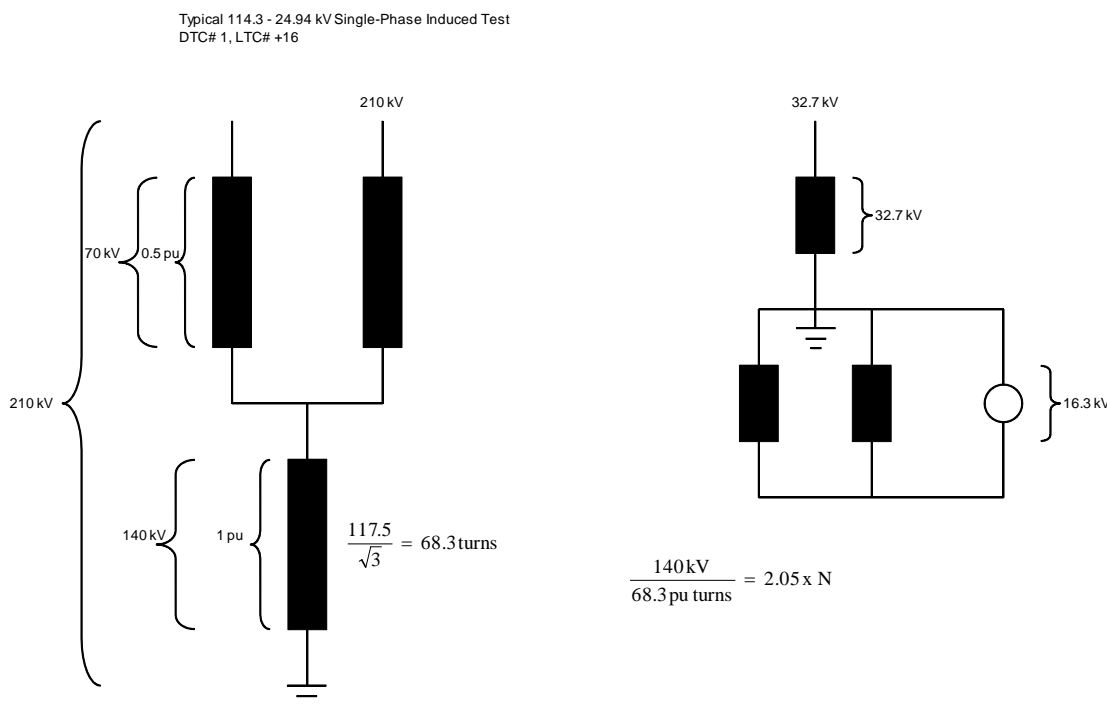 Typical 114.3 - 24.94 kV Single-Phase Induced Test
DTC# 1, LTC# +16
210 kV
32.7 kV
32.7 kV
70 kV
0.5 pu
210 kV
16.3 kV
140 kV
1 pu
117.5
√3
= 68.3 turns
140 kV
68.3 pu turns
= 2.05 x N